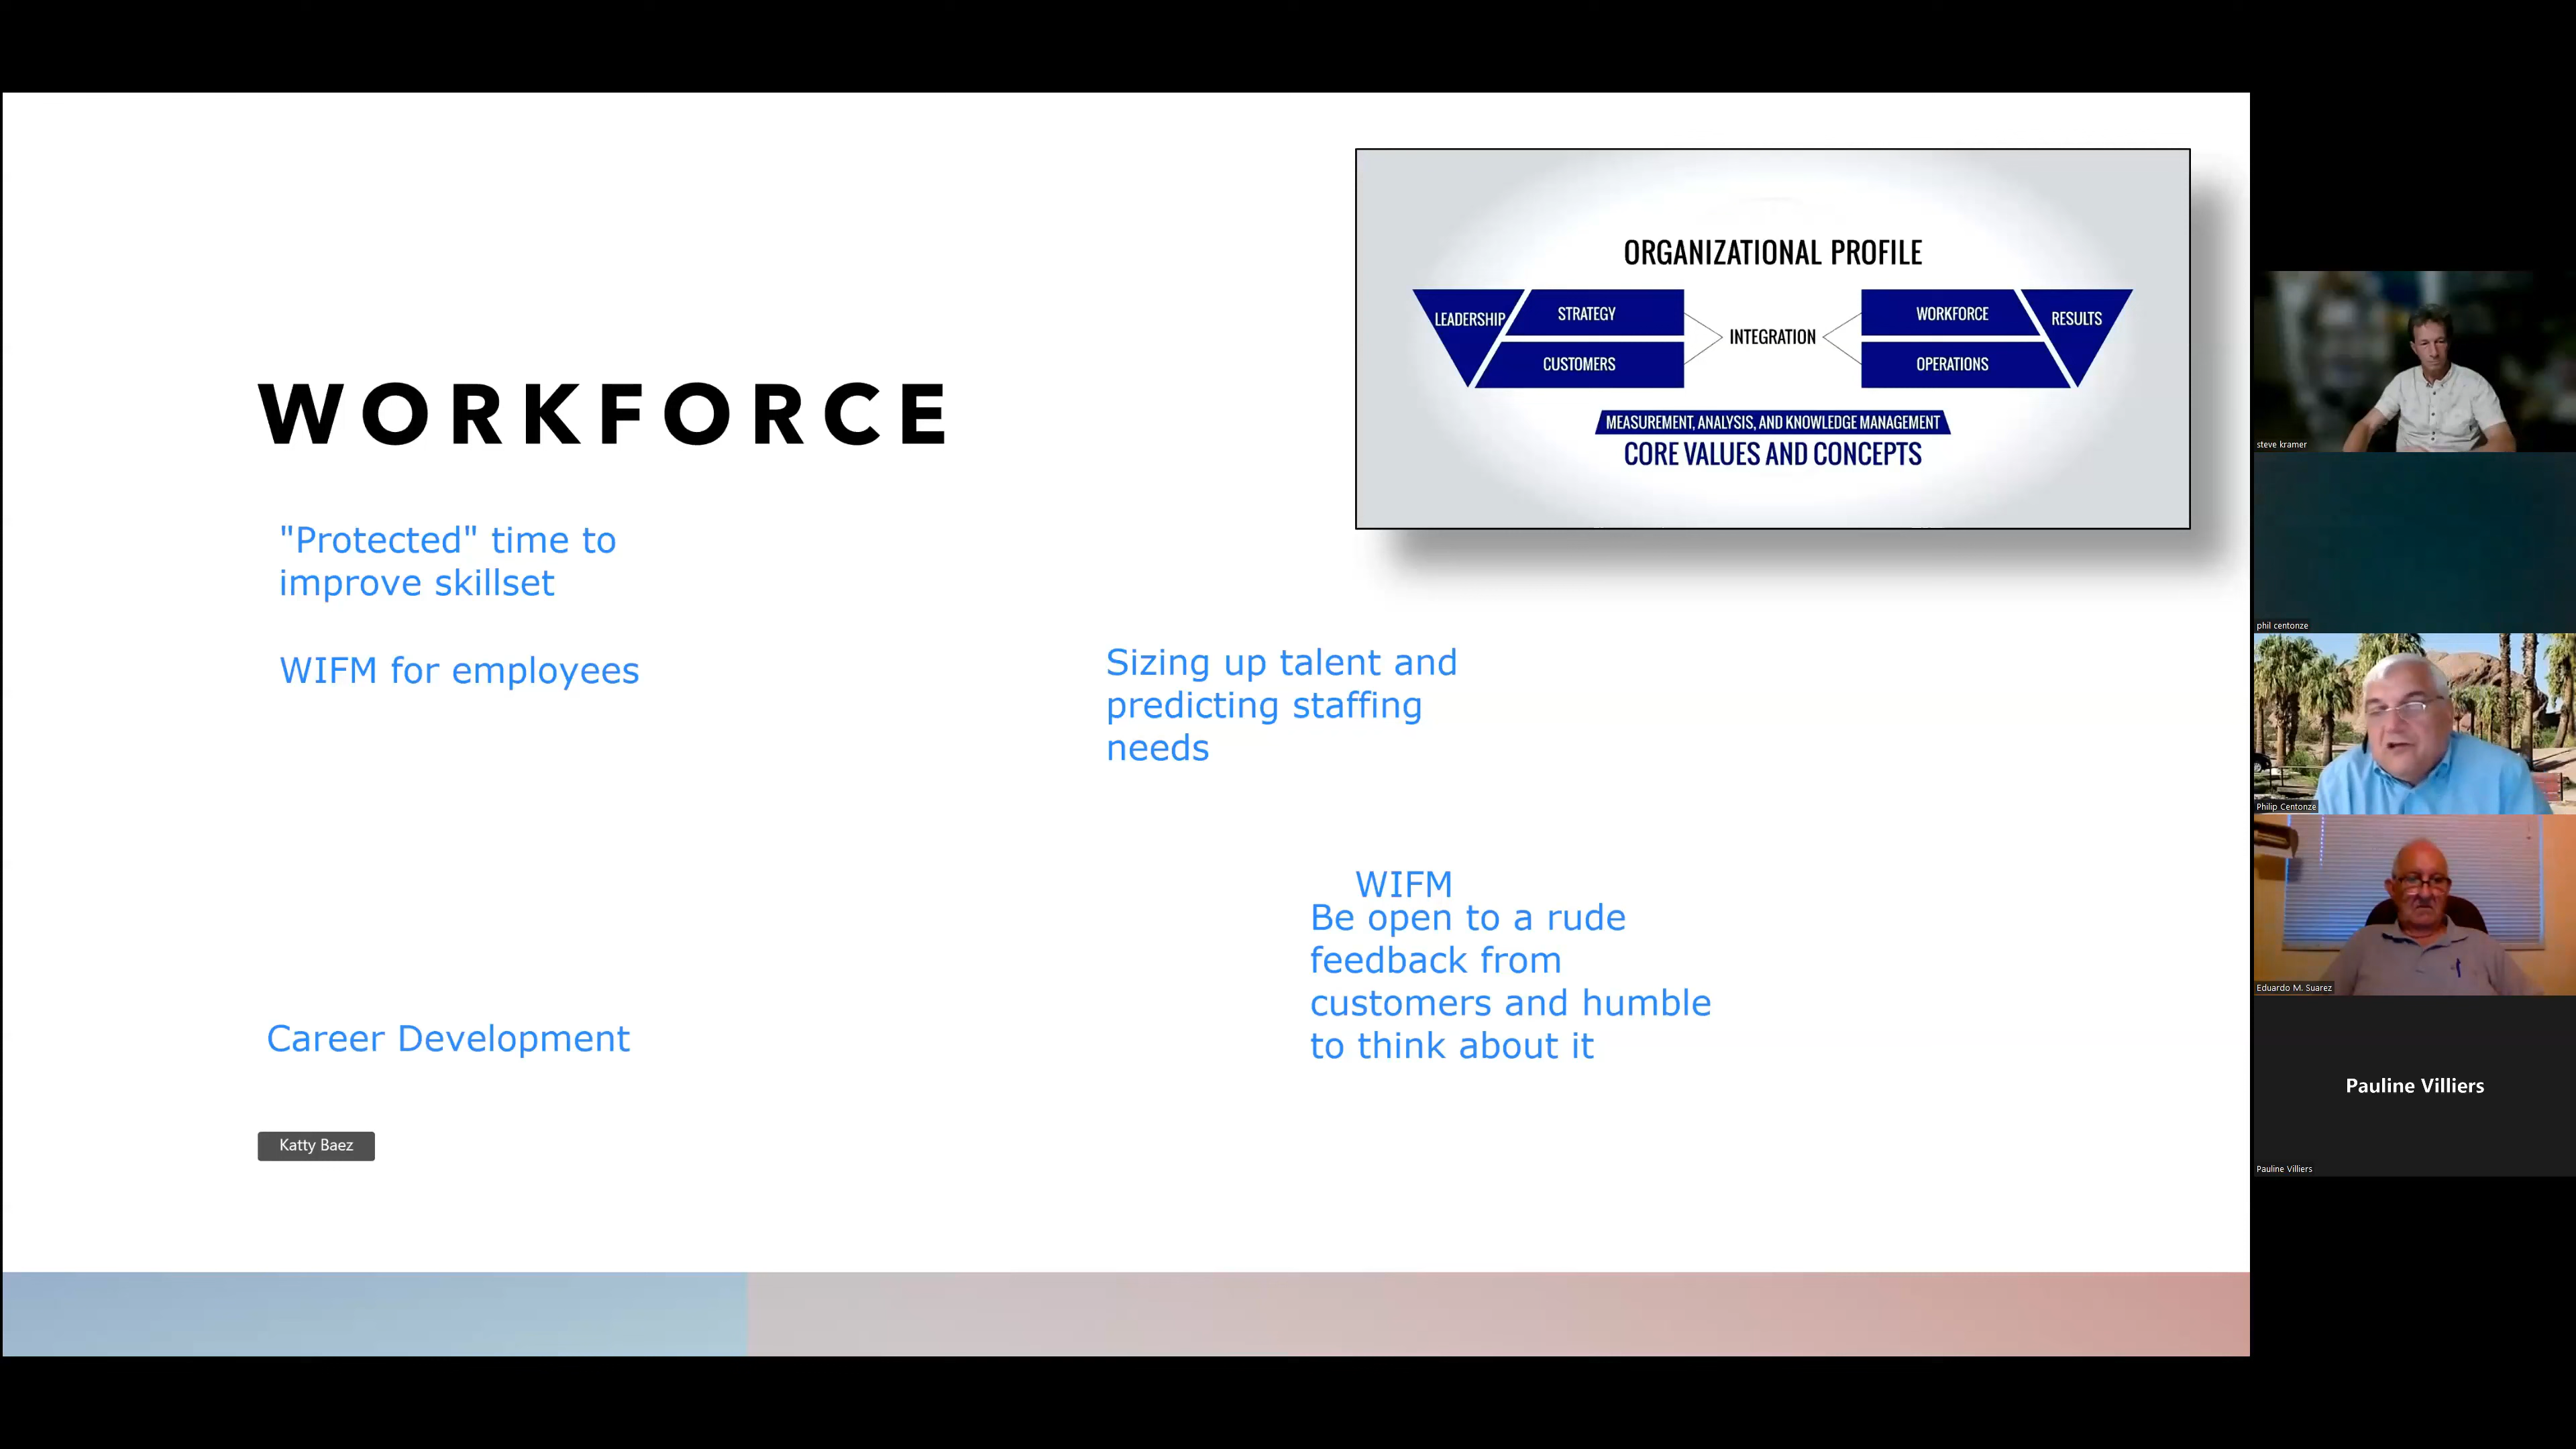 ORGANIZATIONAL PROFILE
LEADERSHIP
STRATEGY
CUSTOMERS
INTEGRATION
WORKFORCE
OPERATIONS
RESULTS
MEASUREMENT, ANALYSIS, AND KNOWLEDGE MANAGEMENT
CORE VALUES AND CONCEPTS
WORKFORCE
"Protected" time to
improve skillset
WIFM for employees
Sizing up talent and
predicting staffing
needs
WIFM
Be open to a rude
feedback from
customers and humble
to think about it
Career Development
Katty Baez
steve kramer
phil centonze
Philip Centonze
Eduardo M. Suarez
Pauline Villiers
Pauline Villiers